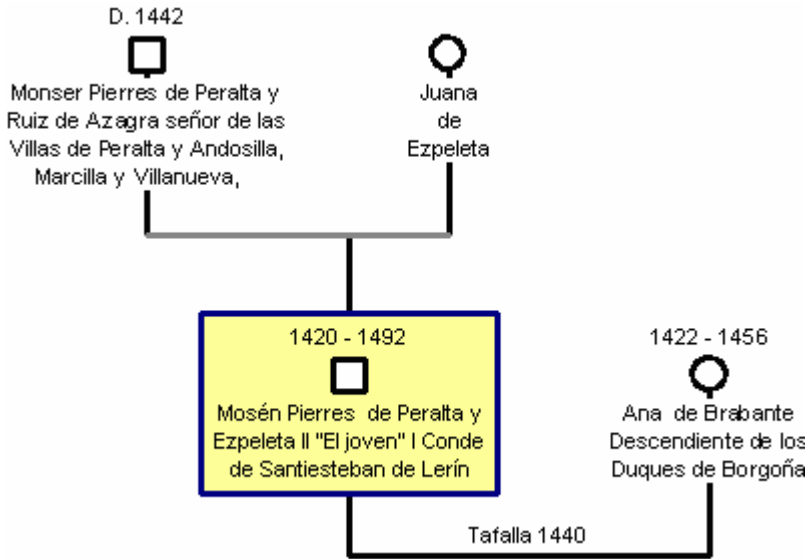 D. 1442
Monser Pierres de Peralta y
Ruiz de Azagra señor de las
Villas de Peralta y Andosilla,
Marcilla y Villanueva,
Juana
de
Ezpeleta
1420 - 1492
Mosén Pierres de Peralta y
Ezpeleta II "El joven" I Conde
de Santiesteban de Lerín
1422 - 1456
Ana de Brabante
Descendiente de los
Duques de Borgoña
Tafalla 1440